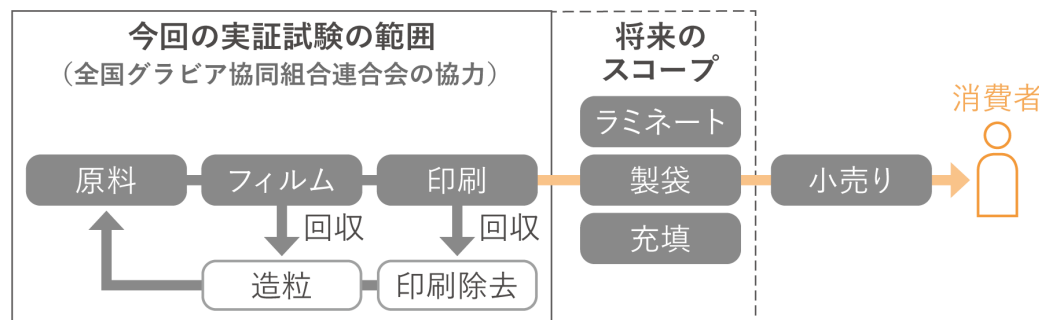 今回の実証試験の範囲
（全国グラビア協同組合連合会の協力）
将来の
スコープ
消費者
ラミネート
原料
フィルム
印刷
製袋
小売り
回収
回収
充填
造粒
印刷除去